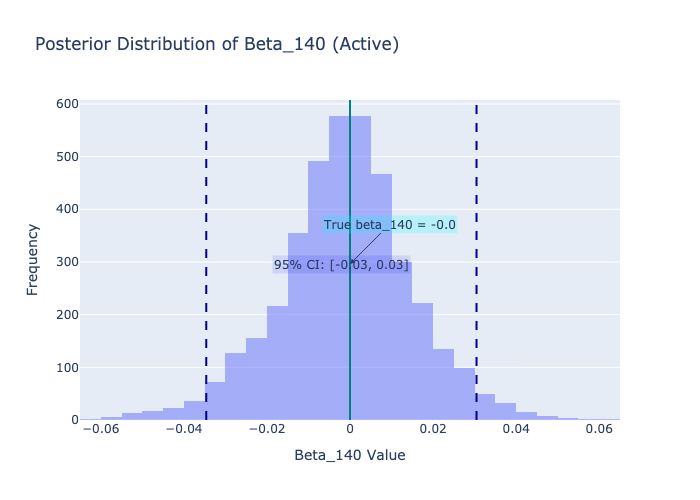 Posterior Distribution of Beta_140 (Active)
600
500
400
300
200
100
0
Frequency
True beta_140 = -0.0
95% CI: [-0.03, 0.03]
−0.06
−0.04
−0.02
0
0.02
0.04
0.06
Beta_140 Value